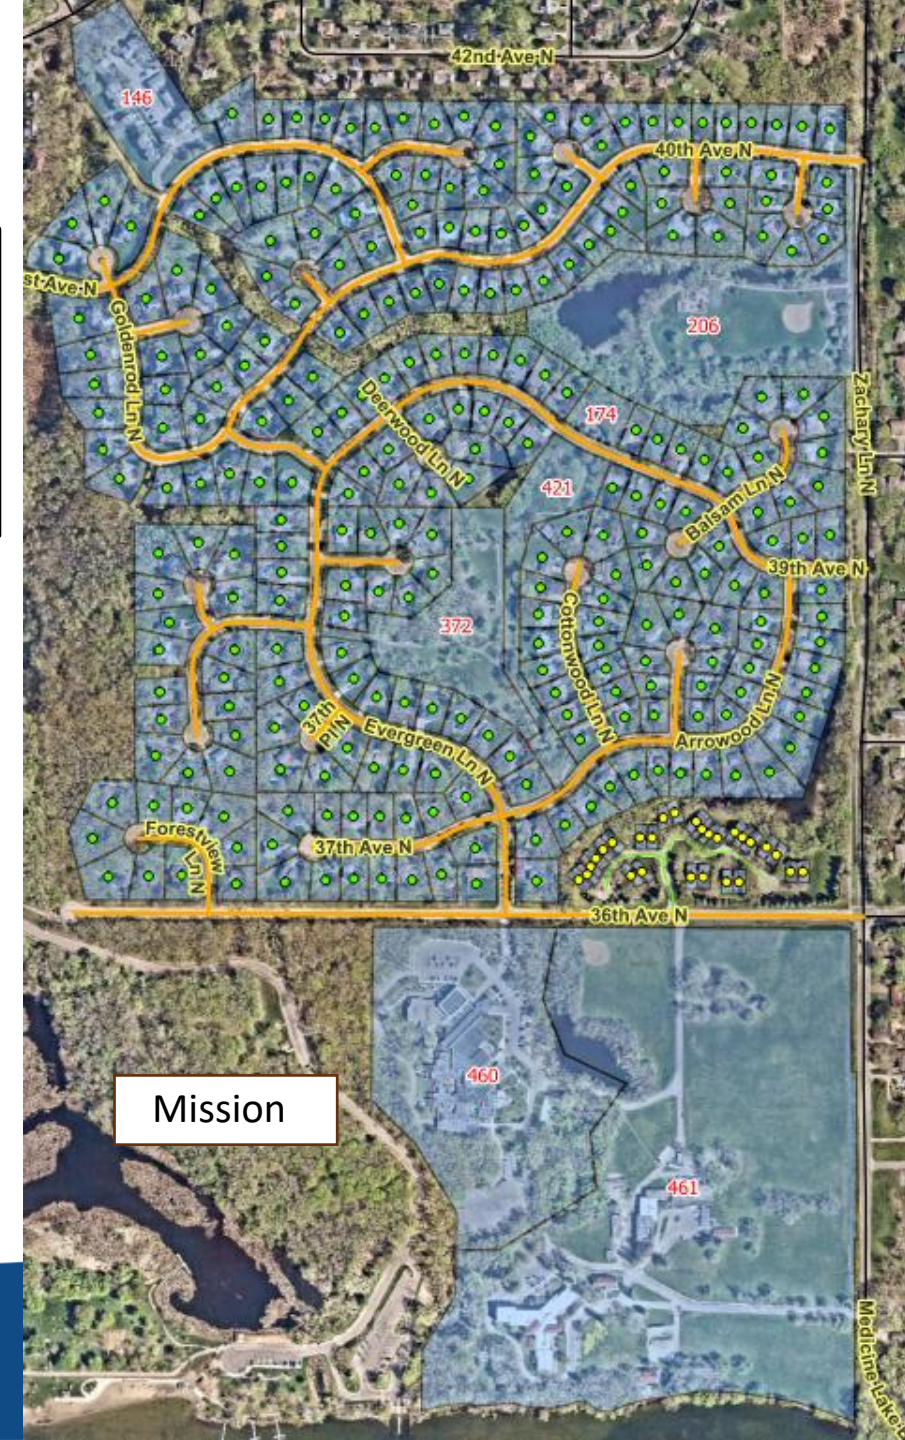 42nd Ave N
146
40th Ave N
st Ave N
Goldenrod Ln N
206
Zachary Ln N
Deerwood Ln N
174
421
Balsam Ln N
39th Ave N
Cottonwood Ln N
372
37th
Pl N
Evergreen Ln N
Arrowood Ln N
Forestview
Ln N
37th Ave N
36th Ave N
460
Mission
461
Medicine Lake